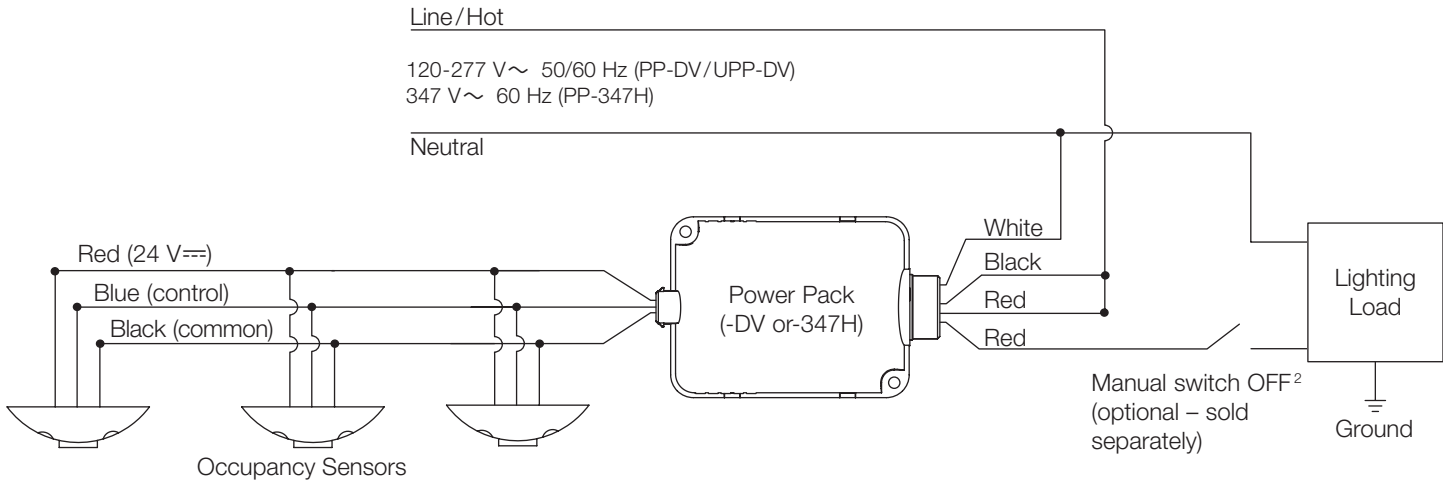 Line/Hot
120-277 V~ 50/60 Hz (PP-DV/UPP-DV)
347 V~ 60 Hz (PP-347H)
Neutral
Red (24 V⎓)
Blue (control)
Black (common)
Occupancy Sensors
Power Pack
(-DV or-347H)
White
Black
Red
Red
Manual switch OFF²
(optional – sold
separately)
Lighting
Load
Ground